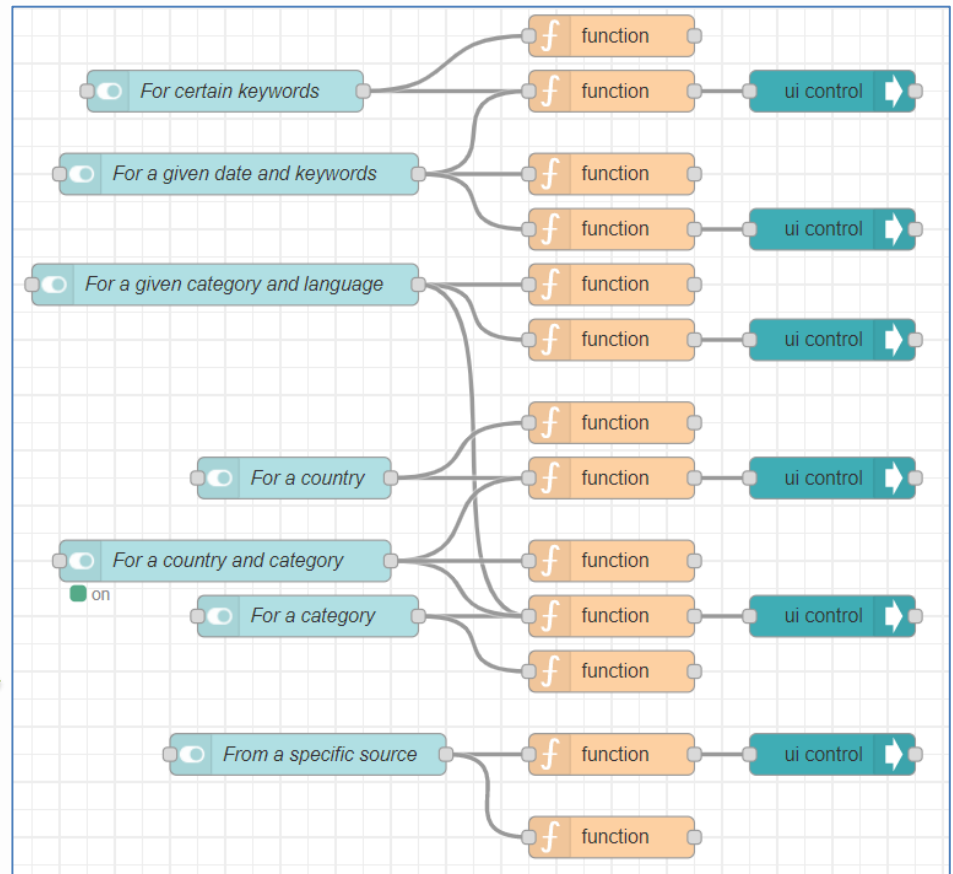 function
For certain keywords
function
ui control
For a given date and keywords
function
function
ui control
For a given category and language
function
function
ui control
function
For a country
function
ui control
For a country and category
function
on
For a category
function
ui control
function
From a specific source
function
ui control
function